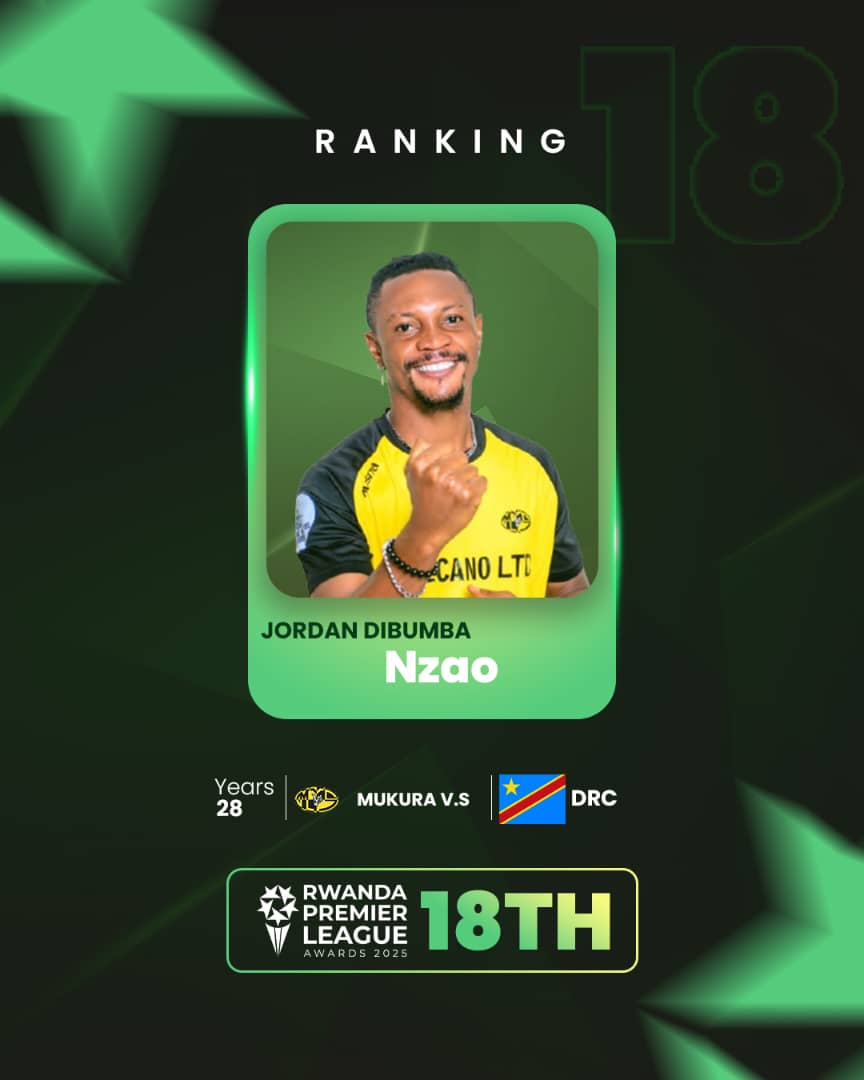 18
RANKING
CANO LTD
JORDAN DIBUMBA
Nzao
Years
28
MUKURA V.S
DRC
RWANDA
PREMIER
LEAGUE
AWARDS 2025
18TH